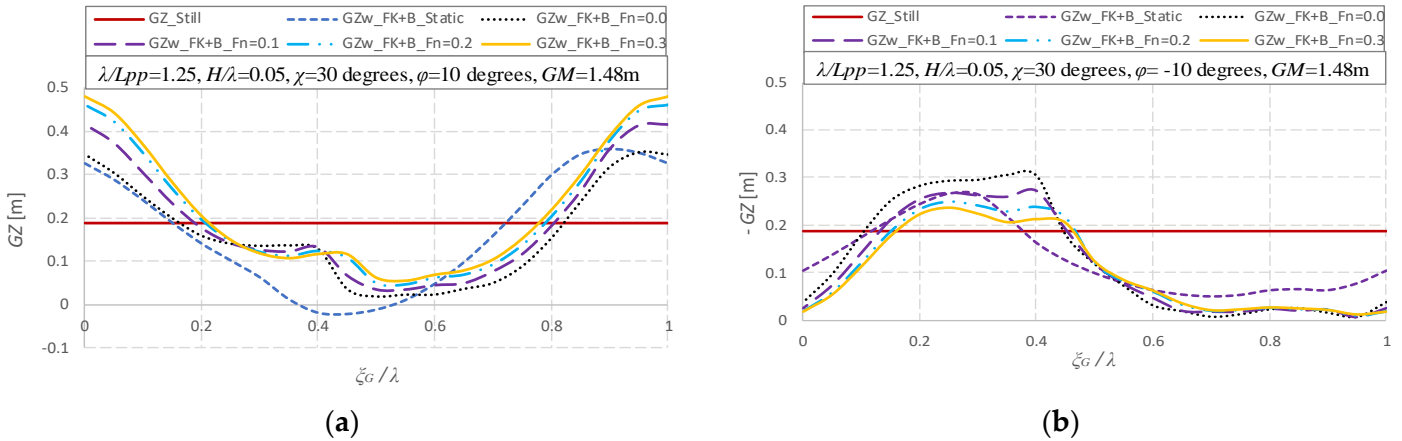 GZ_Still GZw_FK+B_Static GZw_FK+B_Fn=0.0
GZw_FK+B_Fn=0.1 GZw_FK+B_Fn=0.2 GZw_FK+B_Fn=0.3
λ/Lpp=1.25, H/λ=0.05, χ=30 degrees, φ=10 degrees, GM=1.48m
0.5
0.4
0.3
0.2
0.1
0
-0.1
GZ [m]
0 0.2 0.4 0.6 0.8 1
ξG / λ
(a)
GZ_Still GZw_FK+B_Static GZw_FK+B_Fn=0.0
GZw_FK+B_Fn=0.1 GZw_FK+B_Fn=0.2 GZw_FK+B_Fn=0.3
λ/Lpp=1.25, H/λ=0.05, χ=30 degrees, φ= -10 degrees, GM=1.48m
0.5
0.4
0.3
0.2
0.1
0
- GZ [m]
0 0.2 0.4 0.6 0.8 1
ξG / λ
(b)